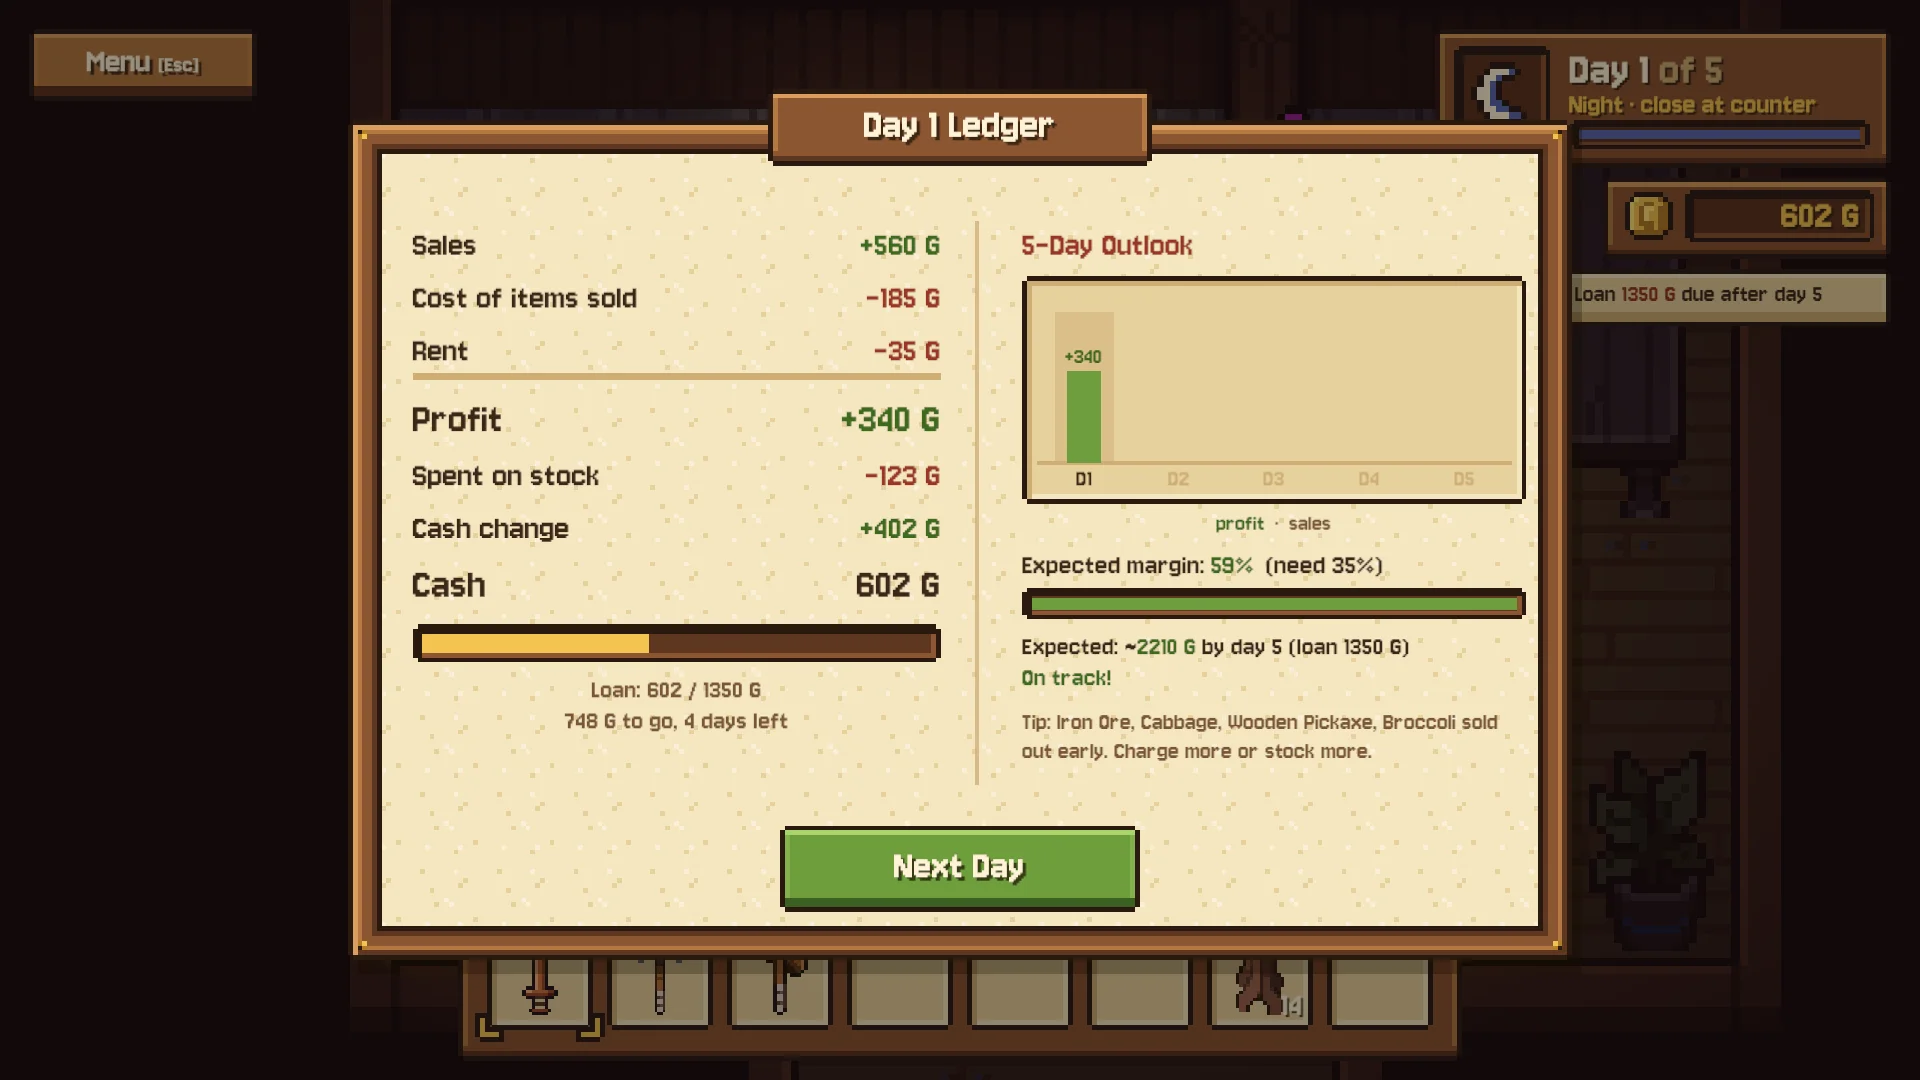 Menu [Esc]
Day 1 of 5
Night · close at counter
602 G
Loan 1350 G due after day 5
Day 1 Ledger
Sales +560 G
Cost of items sold -185 G
Rent -35 G
Profit +340 G
Spent on stock -123 G
Cash change +402 G
Cash 602 G
Loan: 602 / 1350 G
748 G to go, 4 days left
5-Day Outlook
+340
D1 D2 D3 D4 D5
profit · sales
Expected margin: 59% (need 35%)
Expected: ~2210 G by day 5 (loan 1350 G)
On track!
Tip: Iron Ore, Cabbage, Wooden Pickaxe, Broccoli sold
out early. Charge more or stock more.
Next Day
14